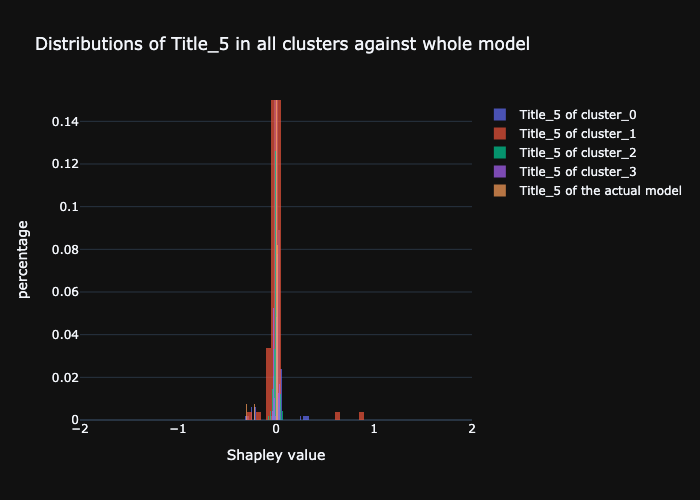 Distributions of Title_5 in all clusters against whole model
Title_5 of cluster_0
Title_5 of cluster_1
Title_5 of cluster_2
Title_5 of cluster_3
Title_5 of the actual model
percentage
0.14
0.12
0.1
0.08
0.06
0.04
0.02
0
−2
−1
0
1
2
Shapley value